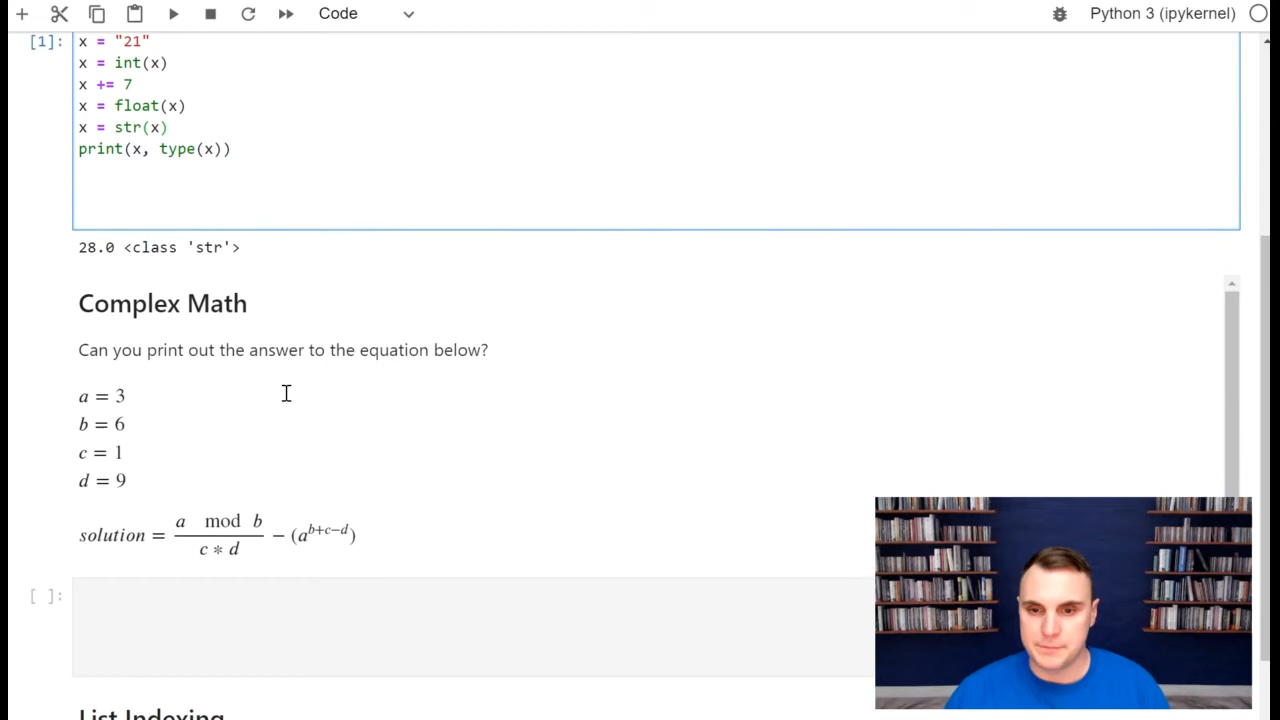 Code Python 3 (ipykernel)
[1]: x = "21"
x = int(x)
x += 7
x = float(x)
x = str(x)
print(x, type(x))
28.0 <class 'str'>
Complex Math
Can you print out the answer to the equation below?
a = 3
b = 6
c = 1
d = 9
solution = a mod b / c * d − (a^{b+c−d})
[ ]:
List Indexing